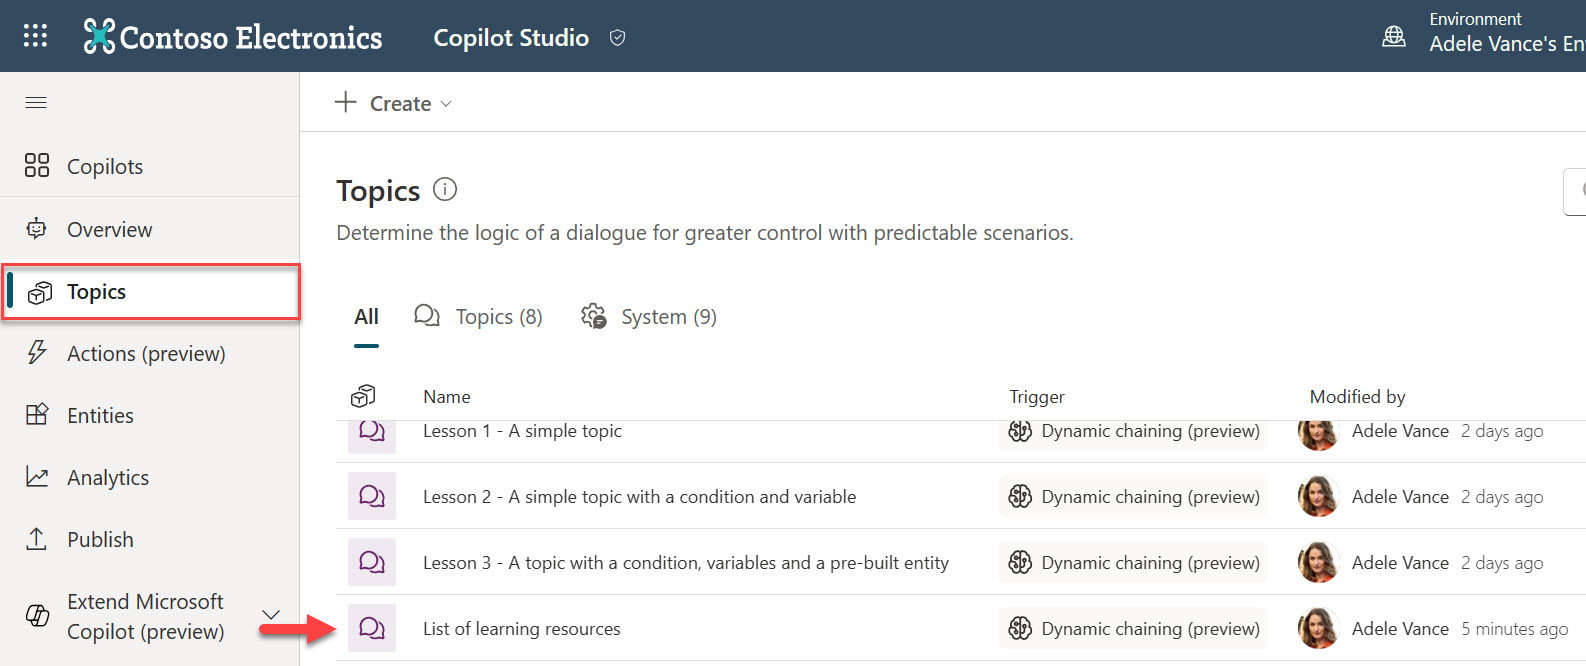 Contoso Electronics
Copilot Studio
Environment
Adele Vance's En
Create
Copilots
Overview
Topics
Actions (preview)
Entities
Analytics
Publish
Extend Microsoft
Copilot (preview)
Topics
Determine the logic of a dialogue for greater control with predictable scenarios.
All Topics (8) System (9)
Name Trigger Modified by
Lesson 1 - A simple topic Dynamic chaining (preview) Adele Vance 2 days ago
Lesson 2 - A simple topic with a condition and variable Dynamic chaining (preview) Adele Vance 2 days ago
Lesson 3 - A topic with a condition, variables and a pre-built entity Dynamic chaining (preview) Adele Vance 2 days ago
List of learning resources Dynamic chaining (preview) Adele Vance 5 minutes ago